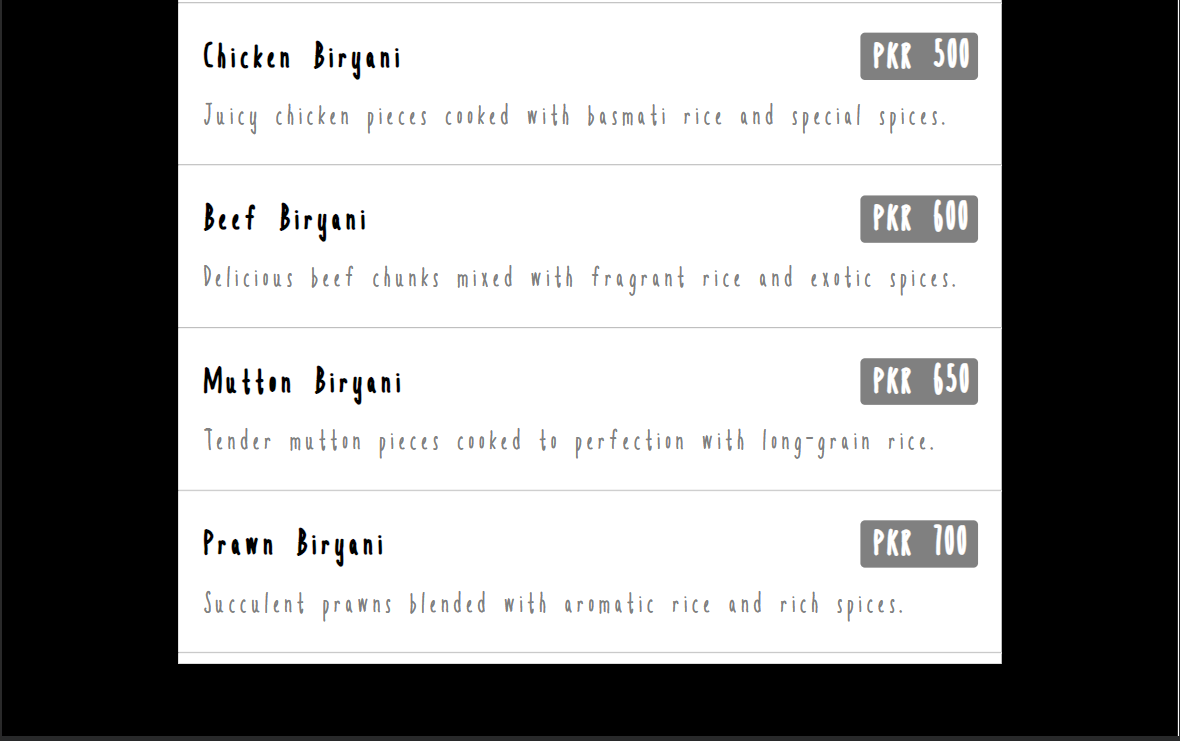 Chicken Biryani PKR 500
Juicy chicken pieces cooked with basmati rice and special spices.
Beef Biryani PKR 600
Delicious beef chunks mixed with fragrant rice and exotic spices.
Mutton Biryani PKR 650
Tender mutton pieces cooked to perfection with long-grain rice.
Prawn Biryani PKR 700
Succulent prawns blended with aromatic rice and rich spices.